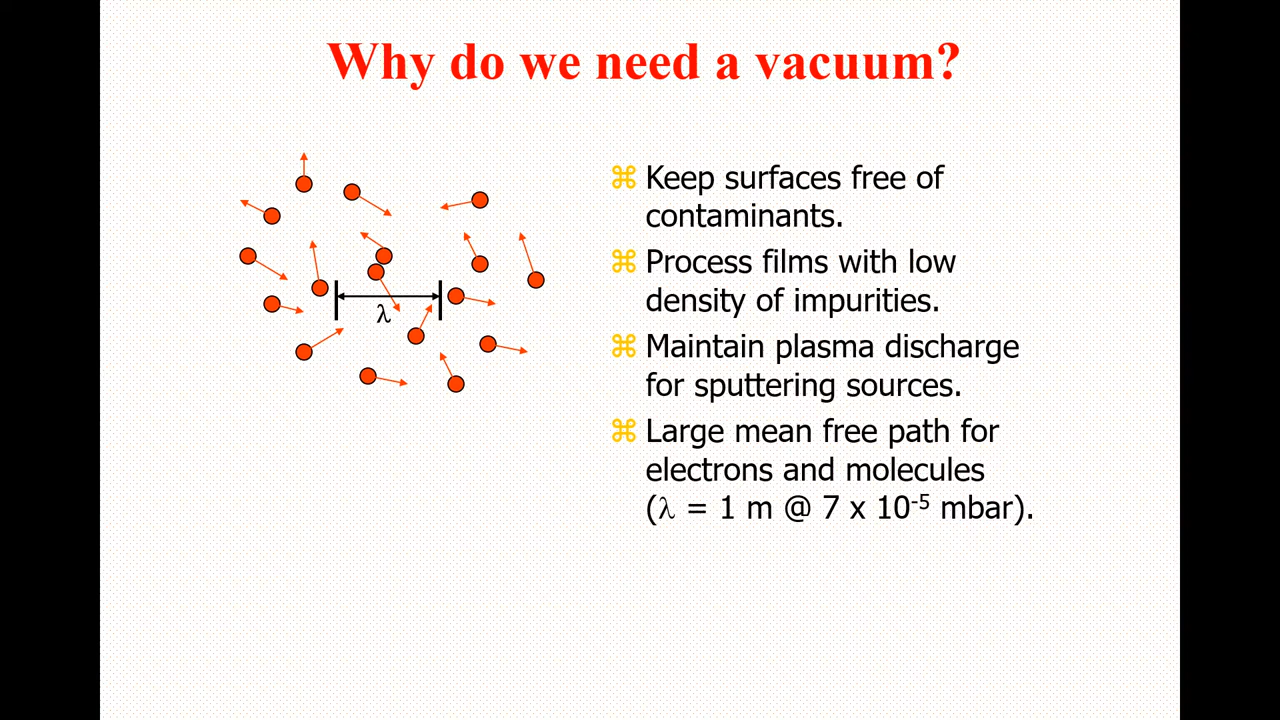 Why do we need a vacuum?
⌘ Keep surfaces free of
contaminants.
⌘ Process films with low
density of impurities.
⌘ Maintain plasma discharge
for sputtering sources.
⌘ Large mean free path for
electrons and molecules
(λ = 1 m @ 7 x 10⁻⁵ mbar).
λ